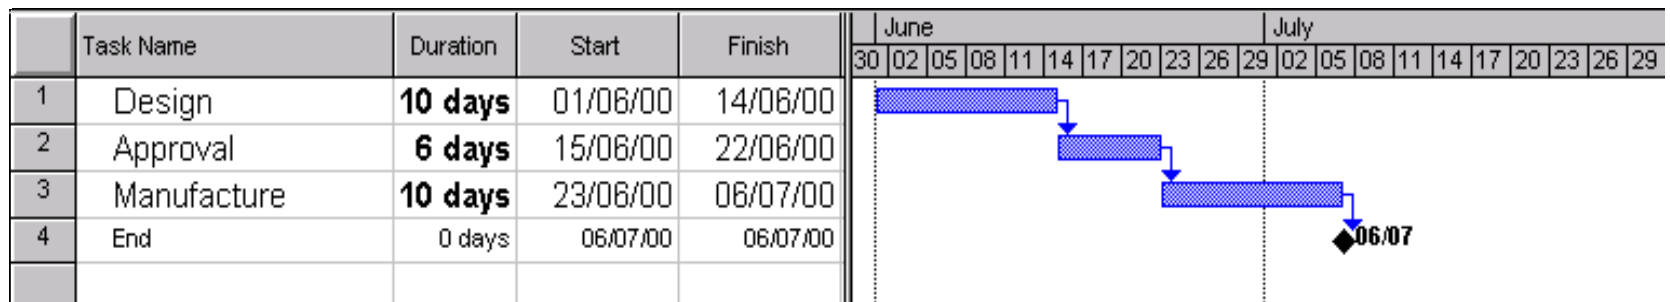 Task Name Duration Start Finish June July
30 02 05 08 11 14 17 20 23 26 29 02 05 08 11 14 17 20 23 26 29
1 Design 10 days 01/06/00 14/06/00
2 Approval 6 days 15/06/00 22/06/00
3 Manufacture 10 days 23/06/00 06/07/00
4 End 0 days 06/07/00 06/07/00 06/07